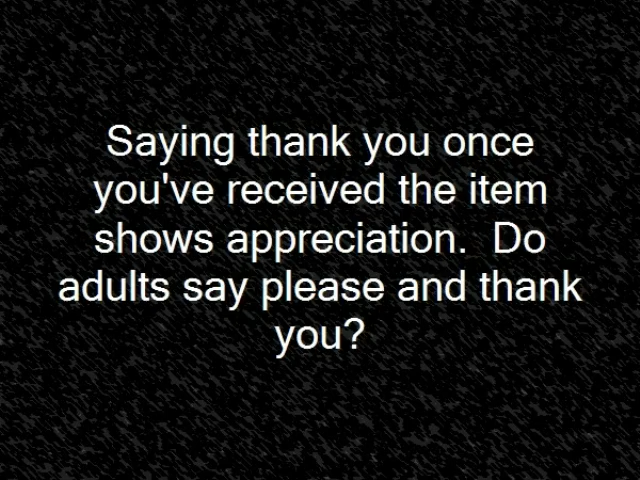 Saying thank you once
you've received the item
shows appreciation.  Do
adults say please and thank
you?